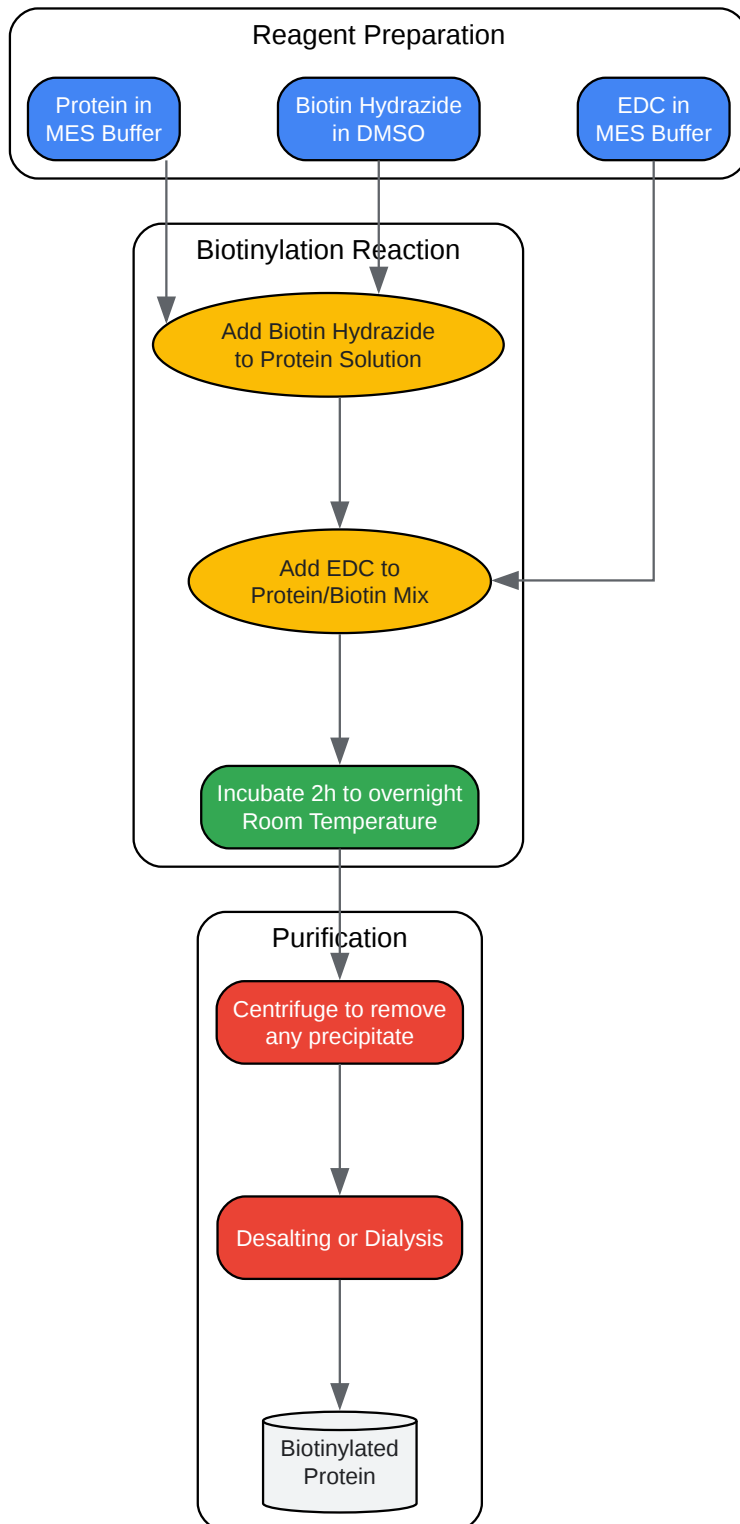 Reagent Preparation
Protein in
MES Buffer
Biotin Hydrazide
in DMSO
EDC in
MES Buffer
Biotinylation Reaction
Add Biotin Hydrazide
to Protein Solution
Add EDC to
Protein/Biotin Mix
Incubate 2h to overnight
Room Temperature
Purification
Centrifuge to remove
any precipitate
Desalting or Dialysis
Biotinylated
Protein